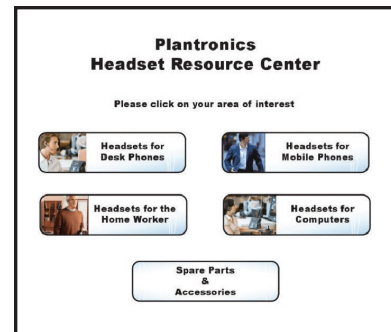 Plantronics
Headset Resource Center
Please click on your area of interest
Headsets for
Desk Phones
Headsets for
Mobile Phones
Headsets for the
Home Worker
Headsets for
Computers
Spare Parts
&
Accessories